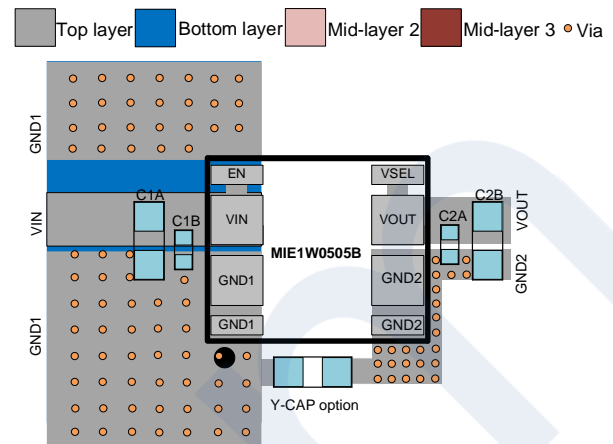 Top layer Bottom layer Mid-layer 2 Mid-layer 3 Via
GND1
EN VSEL
C1A C2B
VIN C1B VIN VOUT C2A VOUT
MIE1W0505B
GND1 GND2 GND2
GND1
GND1 GND2
Y-CAP option